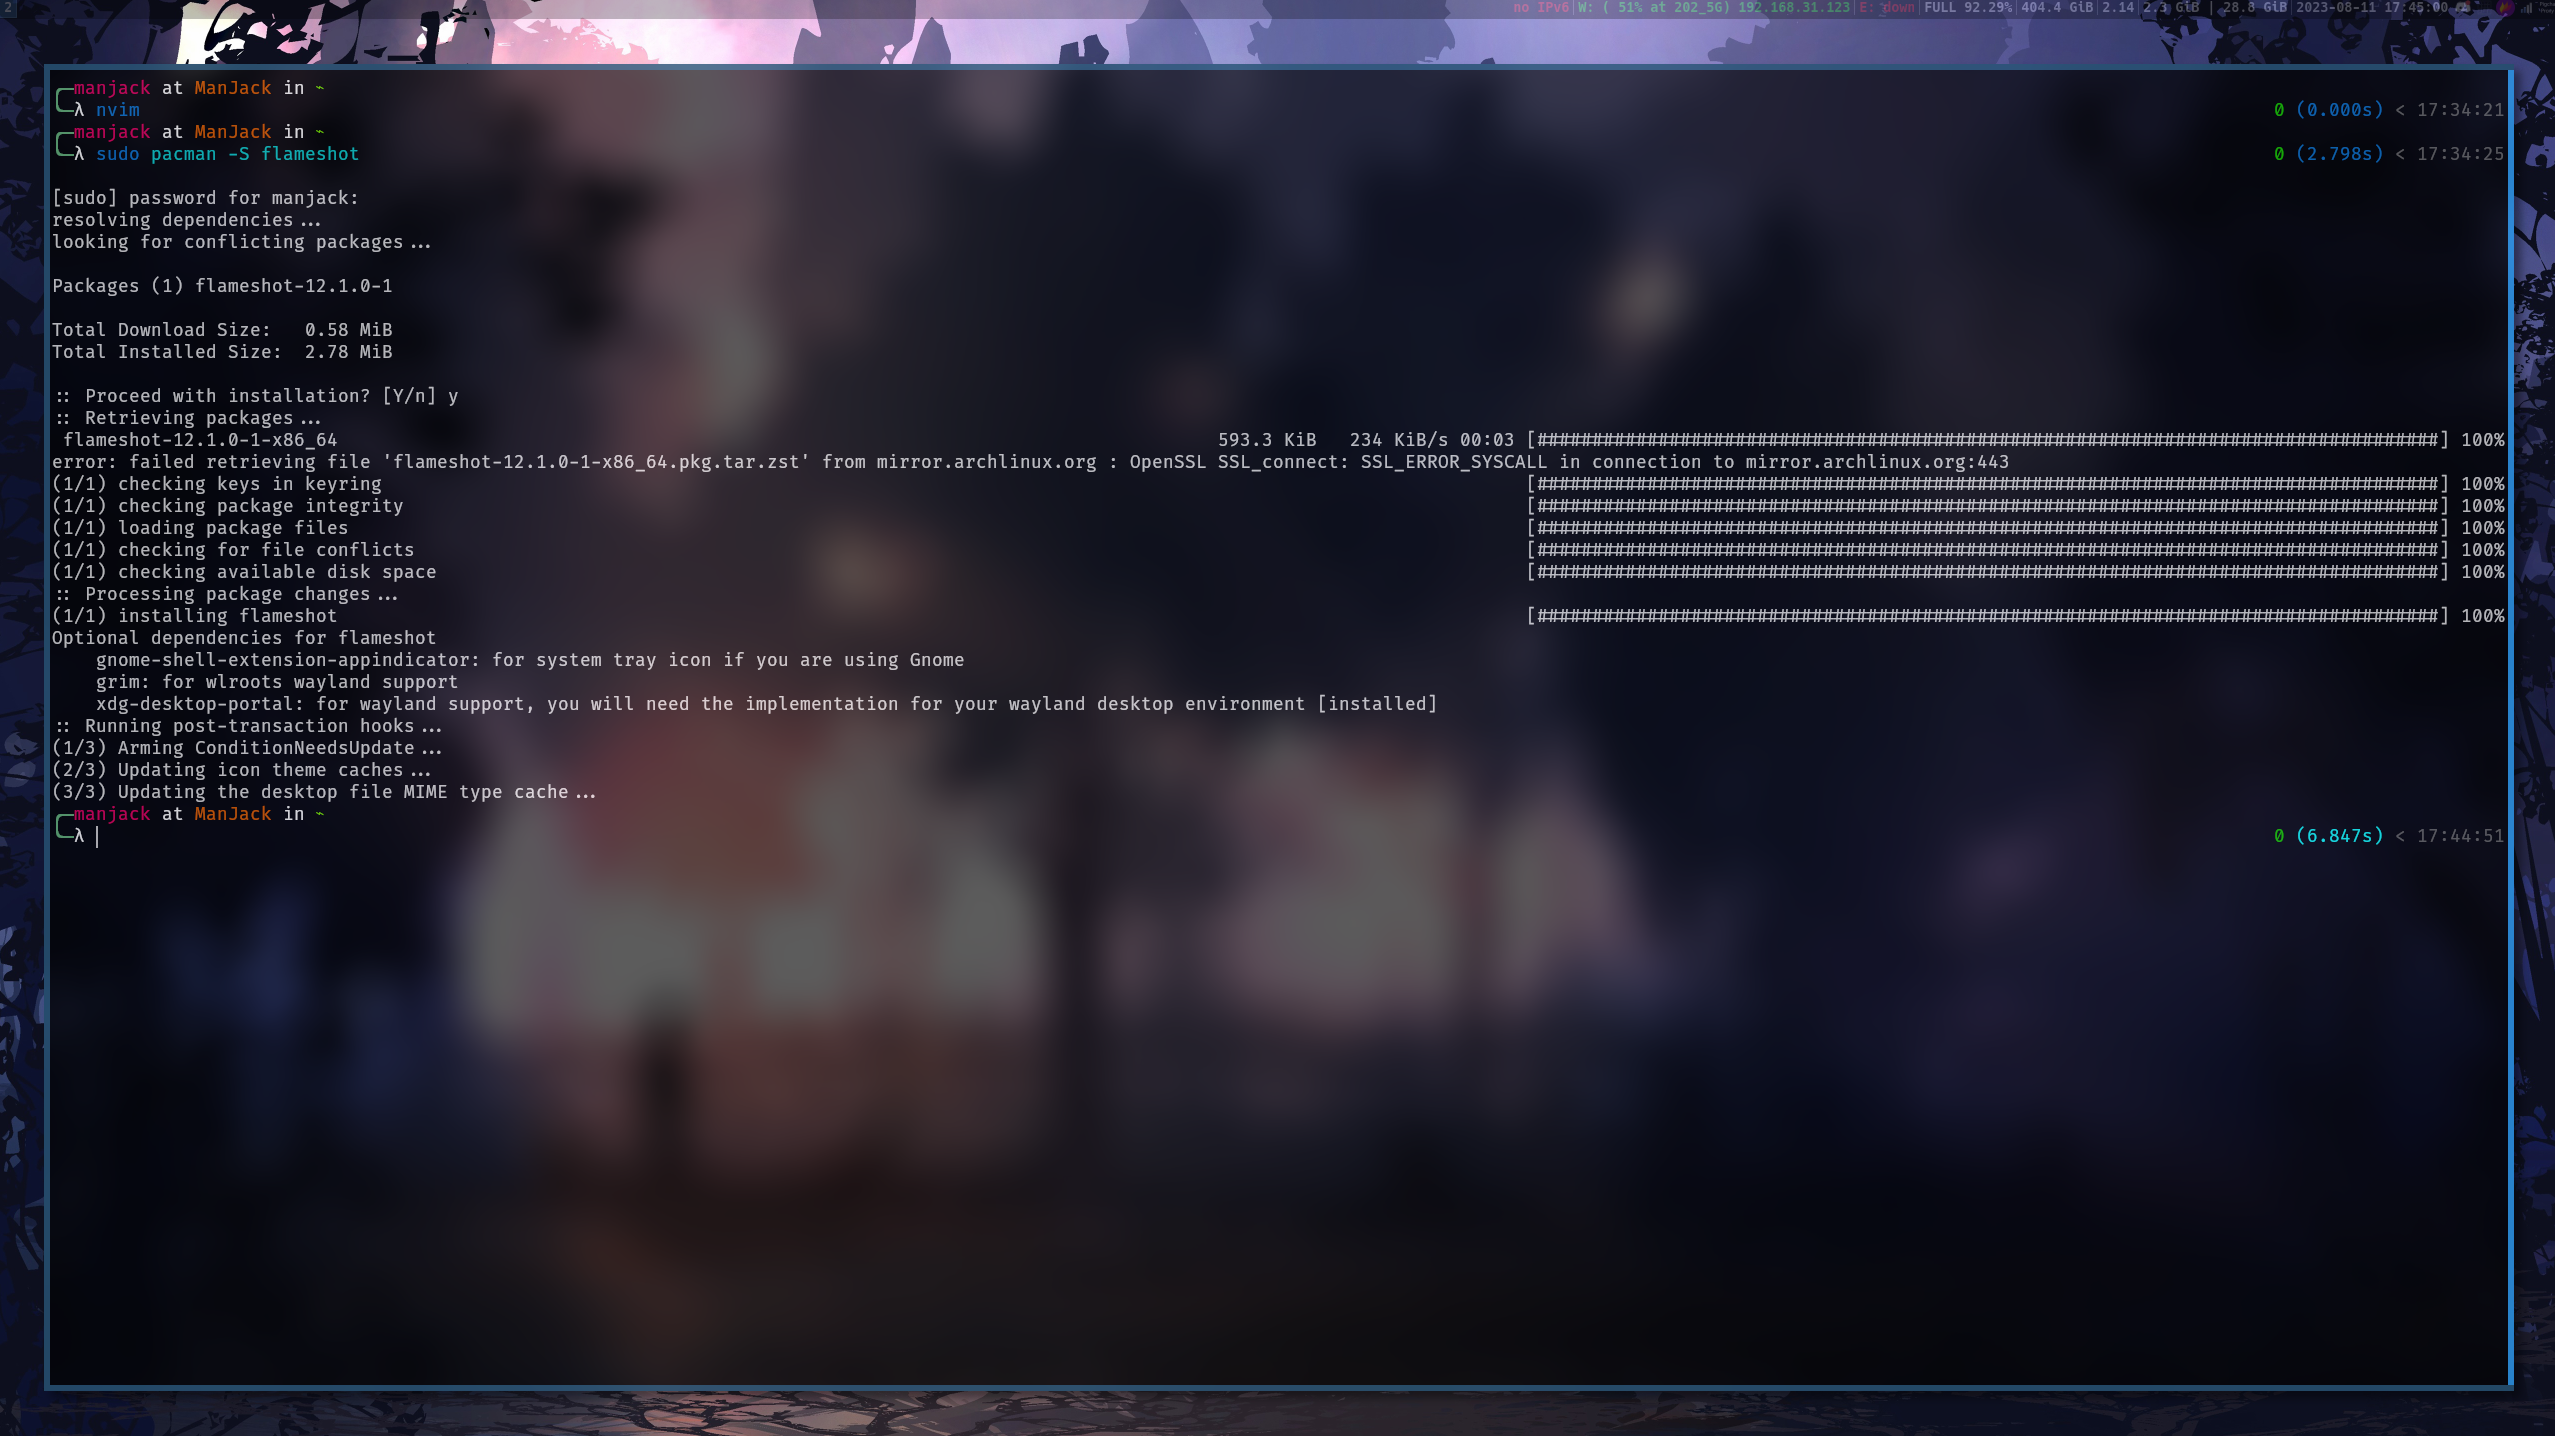 2
no IPv6|W: ( 51% at 202_5G) 192.168.31.123|E: down|FULL 92.29%|404.4 GiB|2.14|2.3 GiB | 28.8 GiB|2023-08-11 17:45:00
manjack at ManJack in ~
λ nvim 0 (0.000s) < 17:34:21
manjack at ManJack in ~
λ sudo pacman -S flameshot 0 (2.798s) < 17:34:25
[sudo] password for manjack:
resolving dependencies...
looking for conflicting packages...
Packages (1) flameshot-12.1.0-1
Total Download Size:   0.58 MiB
Total Installed Size:  2.78 MiB
:: Proceed with installation? [Y/n] y
:: Retrieving packages...
flameshot-12.1.0-1-x86_64 593.3 KiB   234 KiB/s 00:03 [##################################################################################] 100%
error: failed retrieving file 'flameshot-12.1.0-1-x86_64.pkg.tar.zst' from mirror.archlinux.org : OpenSSL SSL_connect: SSL_ERROR_SYSCALL in connection to mirror.archlinux.org:443
(1/1) checking keys in keyring [##################################################################################] 100%
(1/1) checking package integrity [##################################################################################] 100%
(1/1) loading package files [##################################################################################] 100%
(1/1) checking for file conflicts [##################################################################################] 100%
(1/1) checking available disk space [##################################################################################] 100%
:: Processing package changes...
(1/1) installing flameshot [##################################################################################] 100%
Optional dependencies for flameshot
    gnome-shell-extension-appindicator: for system tray icon if you are using Gnome
    grim: for wlroots wayland support
    xdg-desktop-portal: for wayland support, you will need the implementation for your wayland desktop environment [installed]
:: Running post-transaction hooks...
(1/3) Arming ConditionNeedsUpdate...
(2/3) Updating icon theme caches...
(3/3) Updating the desktop file MIME type cache...
manjack at ManJack in ~
λ 0 (6.847s) < 17:44:51